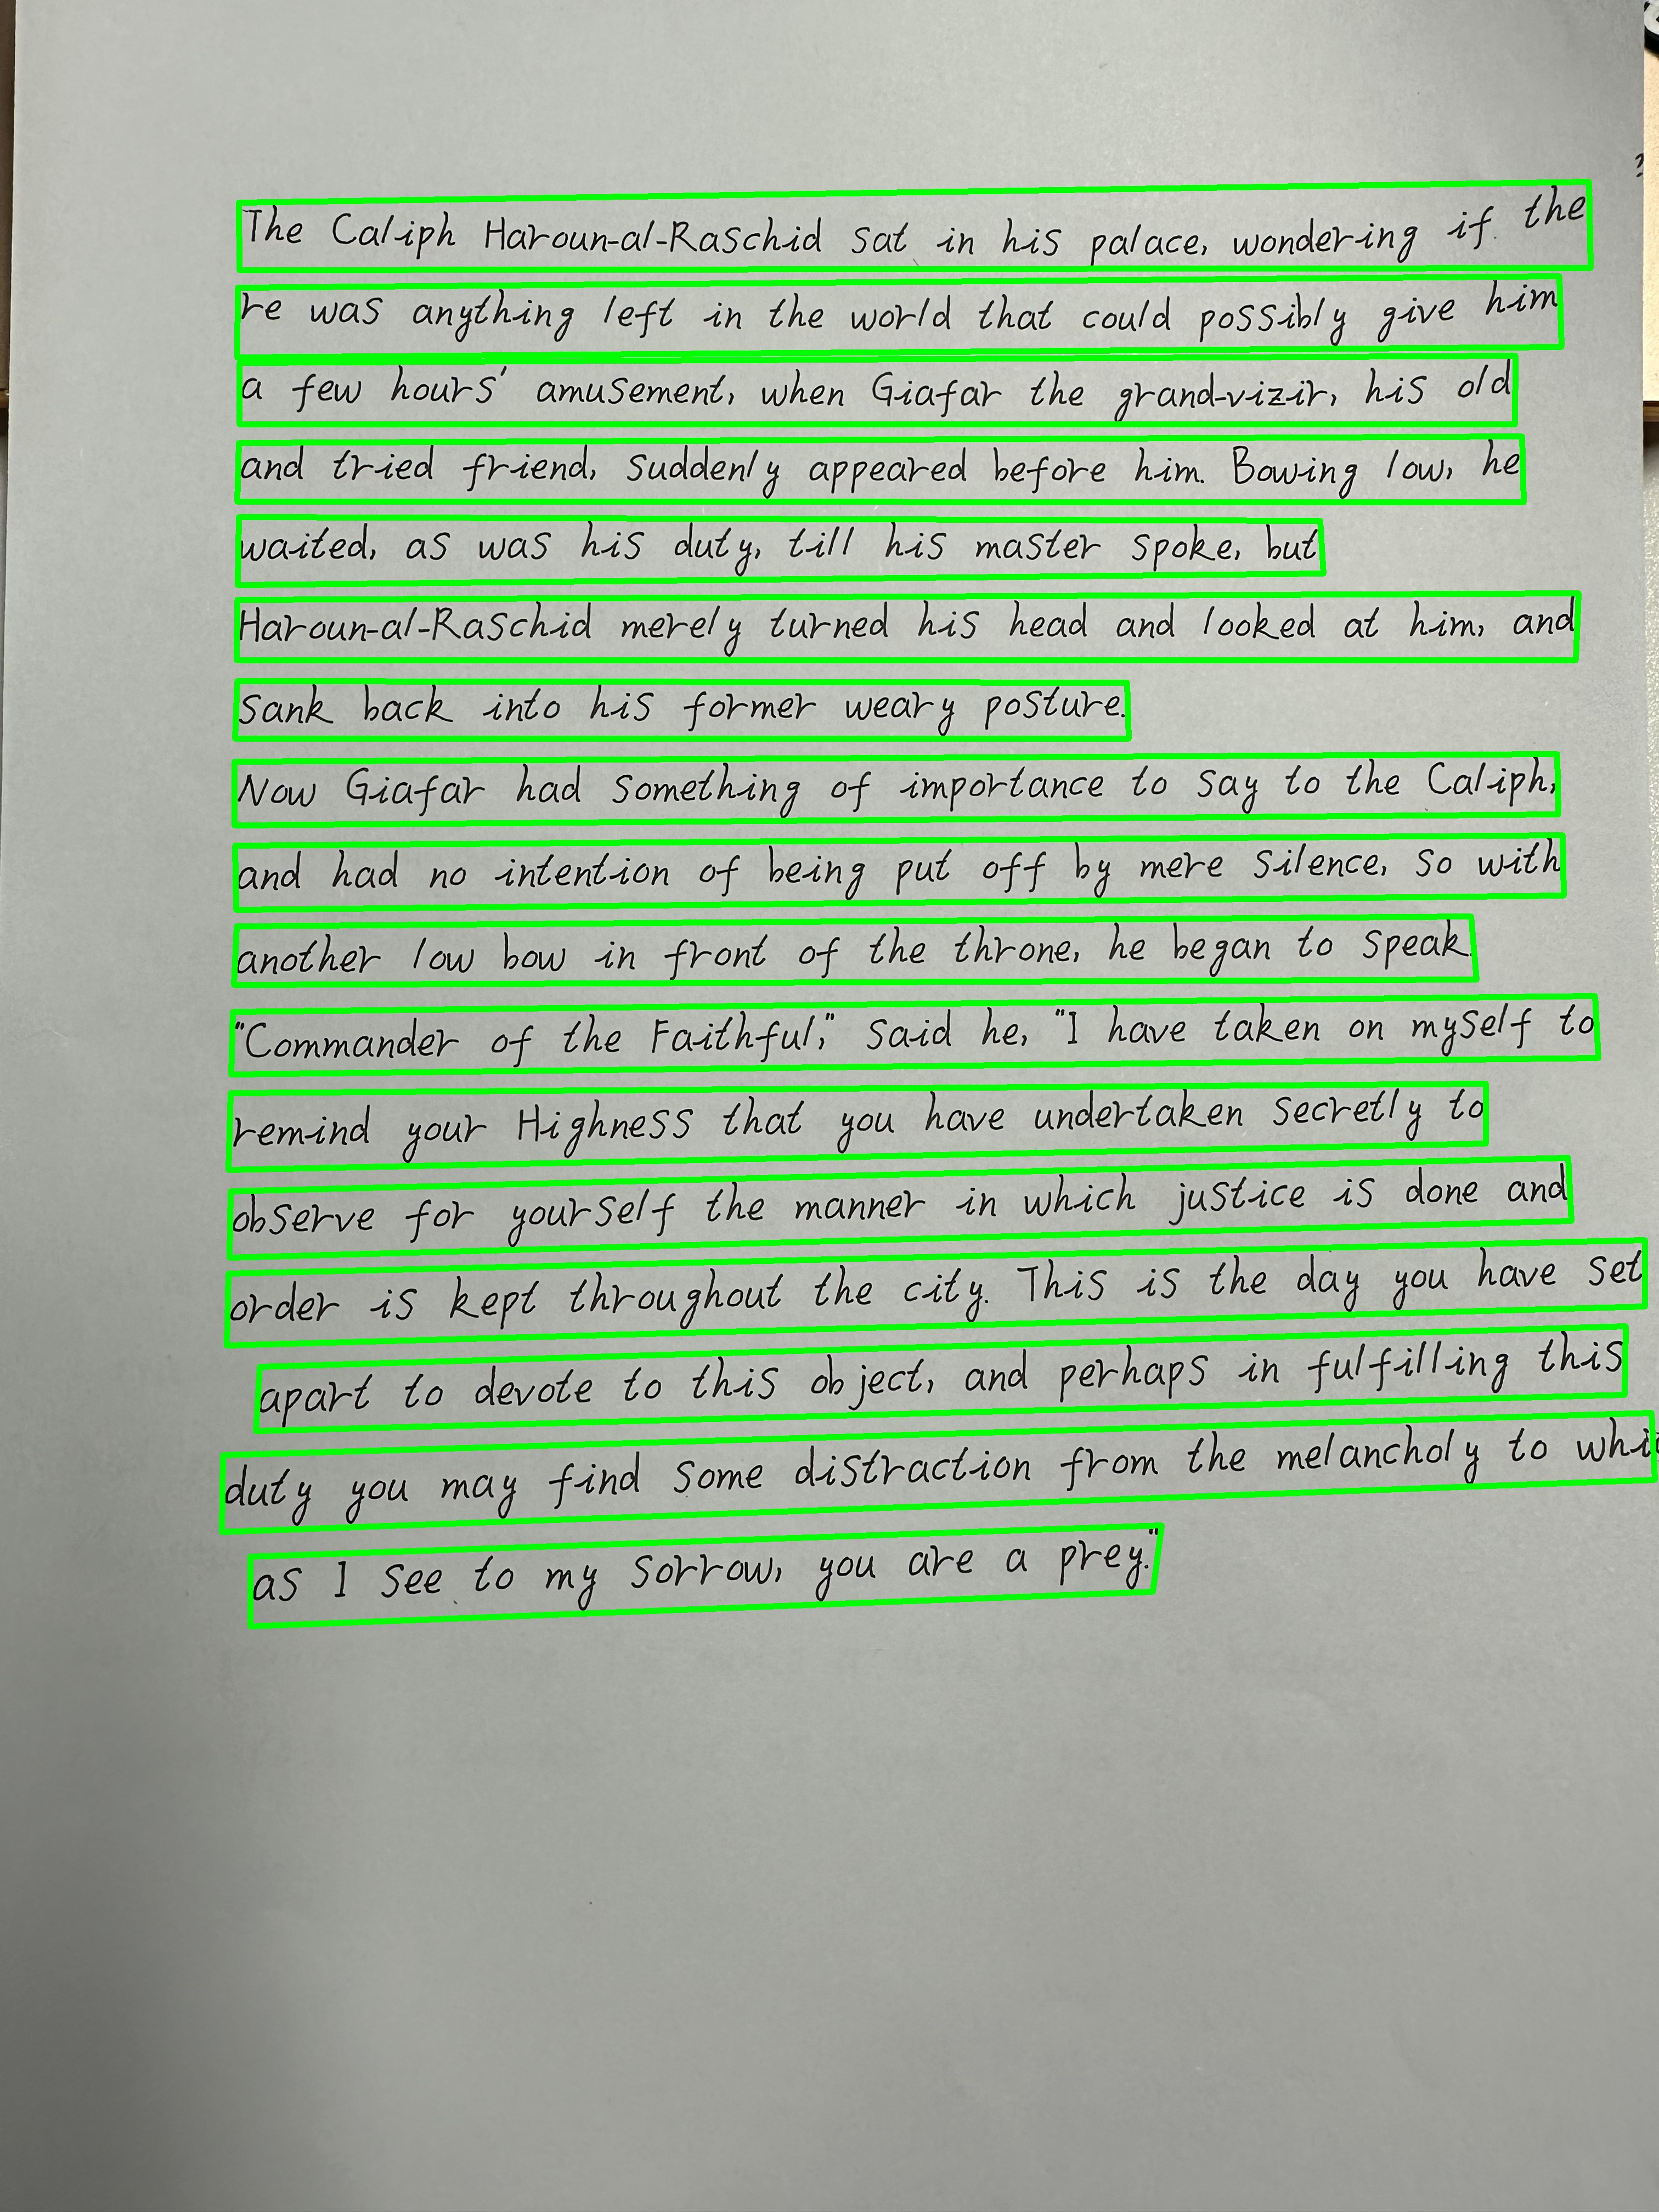 The Caliph Haroun-al-Raschid sat in his palace, wondering if the
re was anything left in the world that could possibly give him
a few hours' amusement, when Giafar the grand-vizir, his old
and tried friend, suddenly appeared before him. Bowing low, he
waited, as was his duty, till his master spoke, but
Haroun-al-Raschid merely turned his head and looked at him, and
sank back into his former weary posture.
Now Giafar had something of importance to say to the Caliph,
and had no intention of being put off by mere silence, so with
another low bow in front of the throne, he began to speak.
"Commander of the Faithful," said he, "I have taken on myself to
remind your Highness that you have undertaken secretly to
observe for yourself the manner in which justice is done and
order is kept throughout the city. This is the day you have set
apart to devote to this object, and perhaps in fulfilling this
duty you may find some distraction from the melancholy to
as I see to my sorrow, you are a prey."